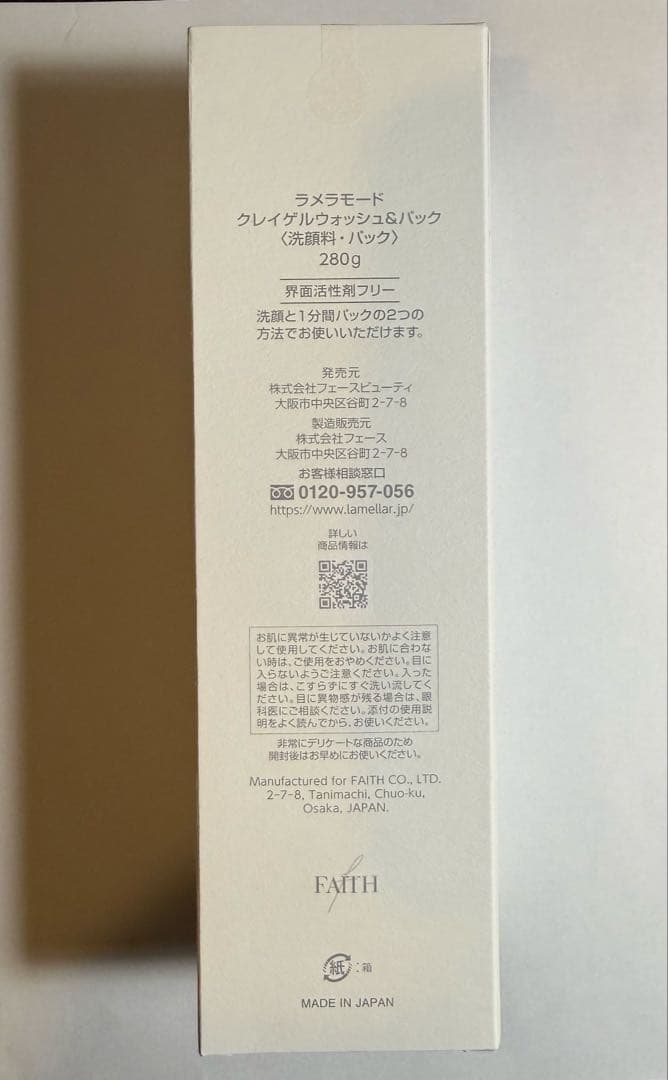 ラメラモード
クレイゲルウォッシュ&パック
〈洗顔料・パック〉
280g
界面活性剤フリー
洗顔と1分間パックの2つの
方法でお使いいただけます。
発売元
株式会社フェースビューティ
大阪市中央区谷町2-7-8
製造販売元
株式会社フェース
大阪市中央区谷町2-7-8
お客様相談窓口
0120-957-056
https://www.lamellar.jp/
詳しい
商品情報は
お肌に異常が生じていないかよく注意
して使用してください。お肌に合わな
い時は、ご使用をおやめください。目に
入らないようご注意ください。入った
場合は、こすらずにすぐ洗い流してく
ださい。目に異物感が残る場合は、眼
科医にご相談ください。添付の使用説
明をよく読んでから、お使いください。
非常にデリケートな商品のため
開封後はお早めにお使いください。
Manufactured for FAITH CO., LTD.
2-7-8, Tanimachi, Chuo-ku,
Osaka, JAPAN.
FAITH
紙:箱
MADE IN JAPAN